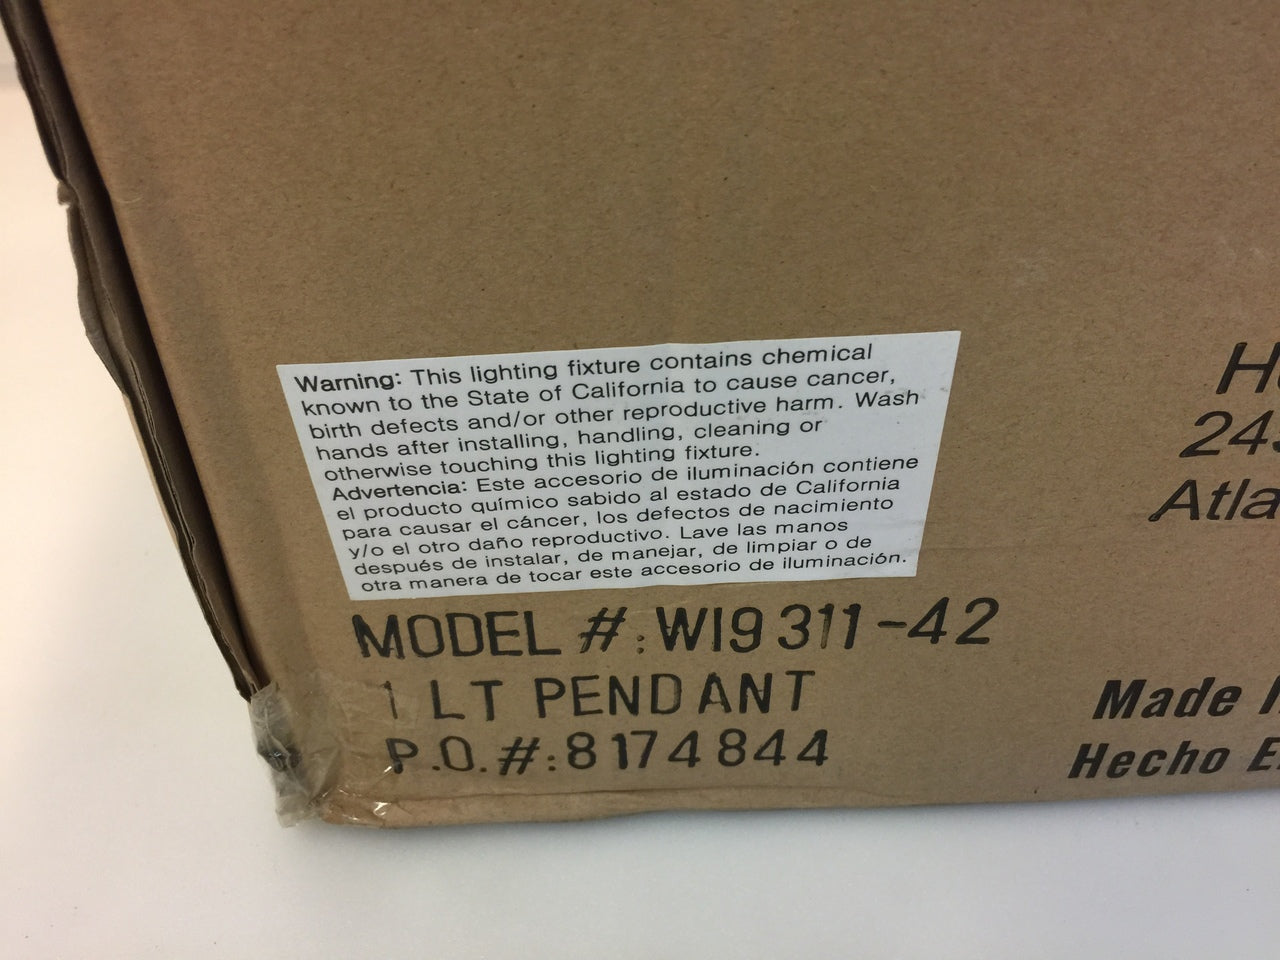 Warning: This lighting fixture contains chemical
known to the State of California to cause cancer,
birth defects and/or other reproductive harm. Wash
hands after installing, handling, cleaning or
otherwise touching this lighting fixture.
Advertencia: Este accesorio de iluminación contiene
el producto químico sabido al estado de California
para causar el cáncer, los defectos de nacimiento
y/o el otro daño reproductivo. Lave las manos
después de instalar, de manejar, de limpiar o de
otra manera de tocar este accesorio de iluminación.
MODEL #:WI9311-42
1 LT PENDANT
P.O.#:8174844
Made
Hecho